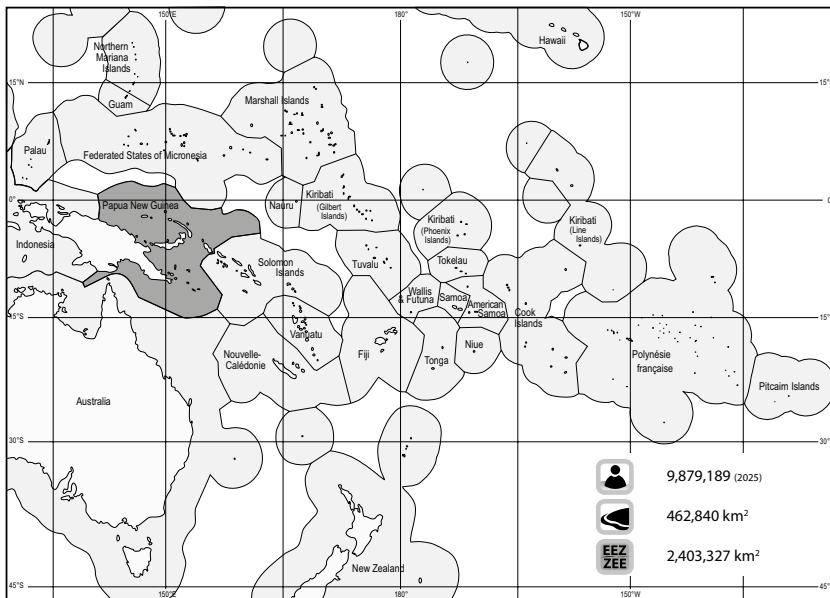 150°E
180°
150°W
Hawaii
Northern
Mariana
Islands
15°N
15°
Guam
Marshall Islands
Palau
Federated States of Micronesia
0°
0°
Papua New Guinea
Nauru
Kiribati
(Gilbert
Islands)
Kiribati
(Phoenix
Islands)
Kiribati
(Line
Islands)
Indonesia
Solomon
Islands
Tuvalu
Tokelau
Wallis
& Futuna
Samoa
American
Samoa
Cook
Islands
15°S
15°
Vanuatu
Nouvelle-
Calédonie
Fiji
Tonga
Niue
Polynésie
française
Pitcairn Islands
Australia
30°S
30°
9,879,189 (2025)
462,840 km²
EEZ
ZEE
2,403,327 km²
New Zealand
45°S
45°
150°E
180°
150°W